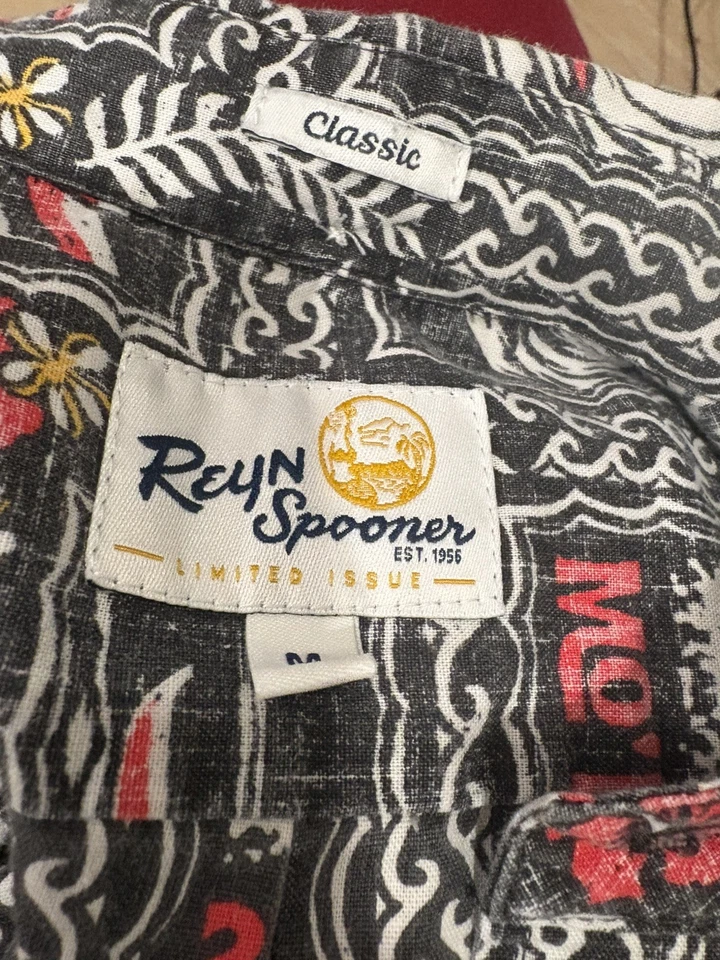 Classic
Reyn
Spooner
EST. 1956
LIMITED ISSUE